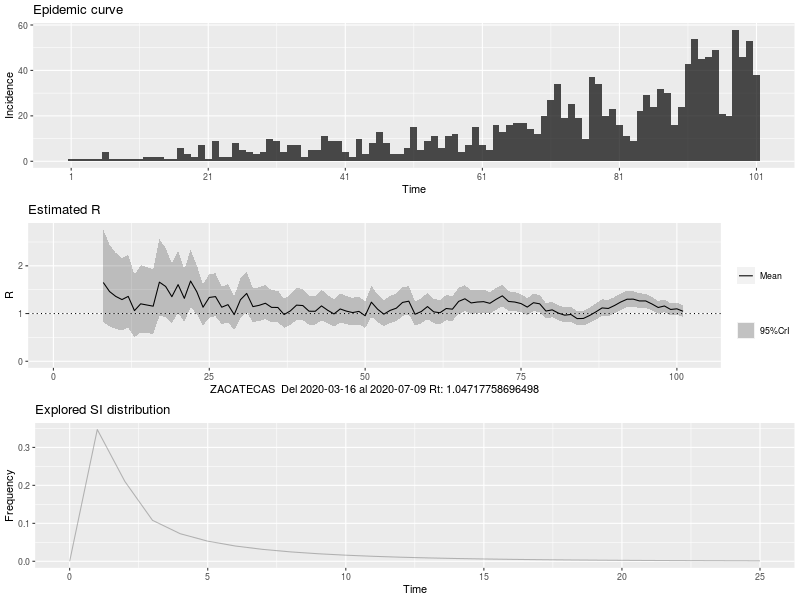 Epidemic curve
60
40
20
0
Incidence
1
21
41
61
81
101
Time
Estimated R
2
1
0
R
0
25
50
75
100
Mean
95%CrI
ZACATECAS Del 2020-03-16 al 2020-07-09 Rt: 1.04717758696498
Explored SI distribution
0.3
0.2
0.1
0.0
Frequency
0
5
10
15
20
25
Time